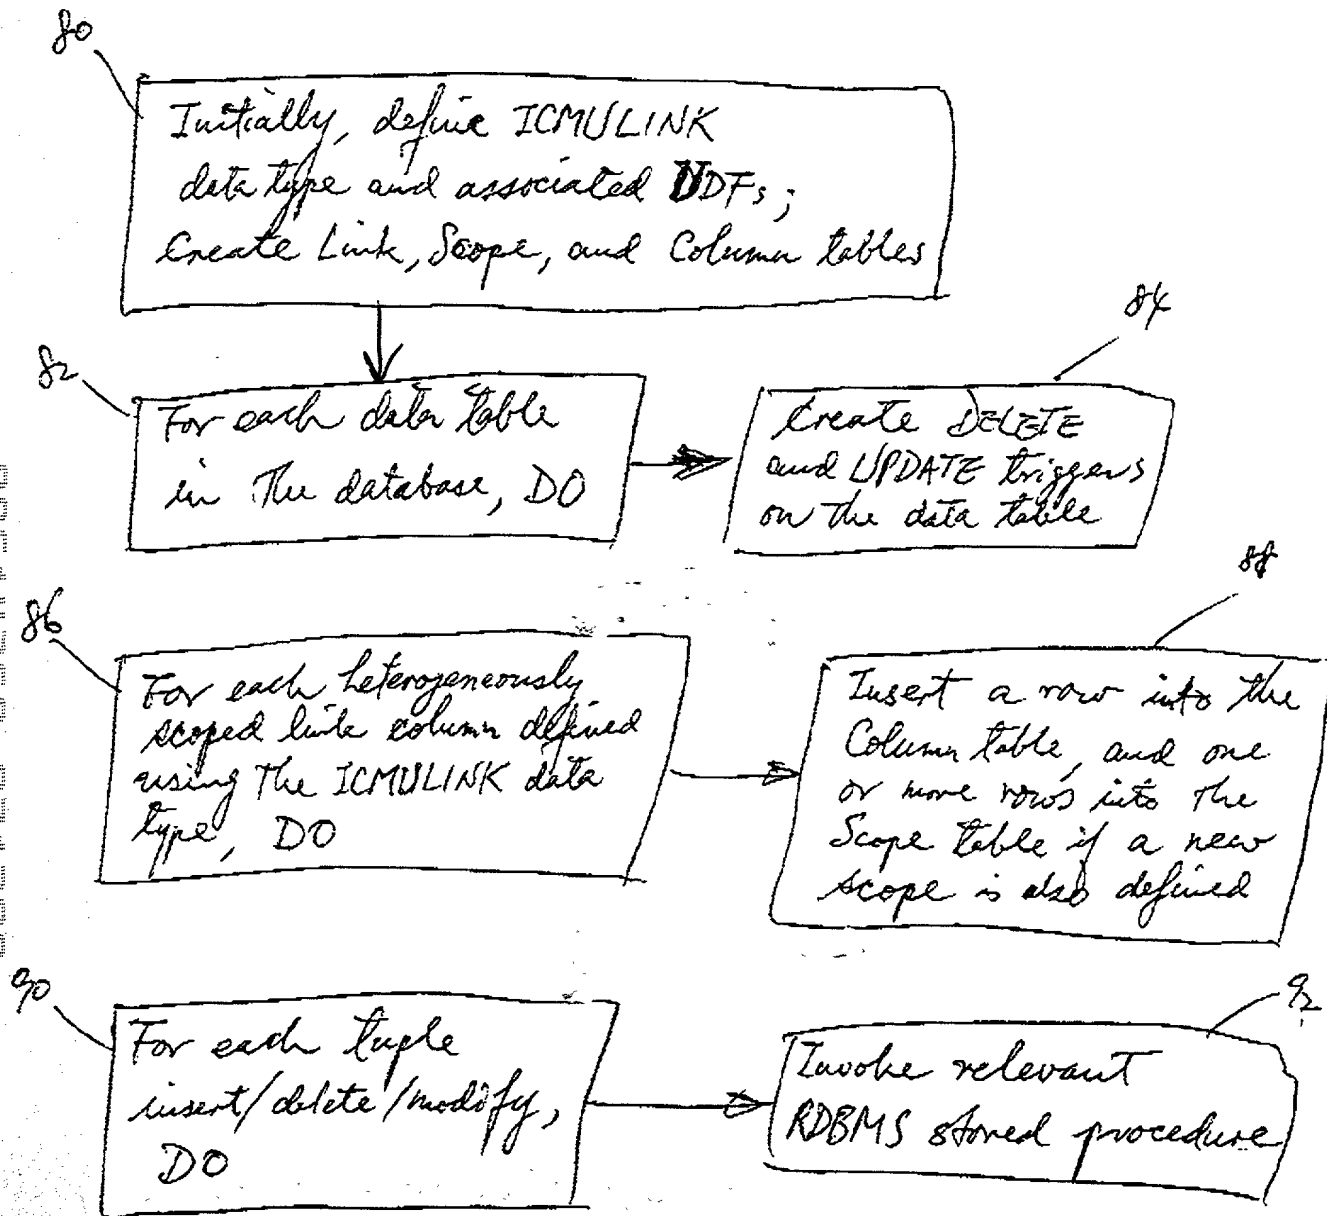 80
Initially, define ICMULINK
data type and associated UDFs;
Create Link, Scope, and Column tables
82
For each data table
in the database, DO
84
Create DELETE
and UPDATE triggers
on the data table
86
For each heterogeneously
scoped link column defined
using the ICMULINK data
type, DO
88
Insert a row into the
Column table, and one
or more rows into the
Scope table if a new
scope is also defined
90
For each tuple
insert/delete/modify,
DO
92
Invoke relevant
RDBMS stored procedure